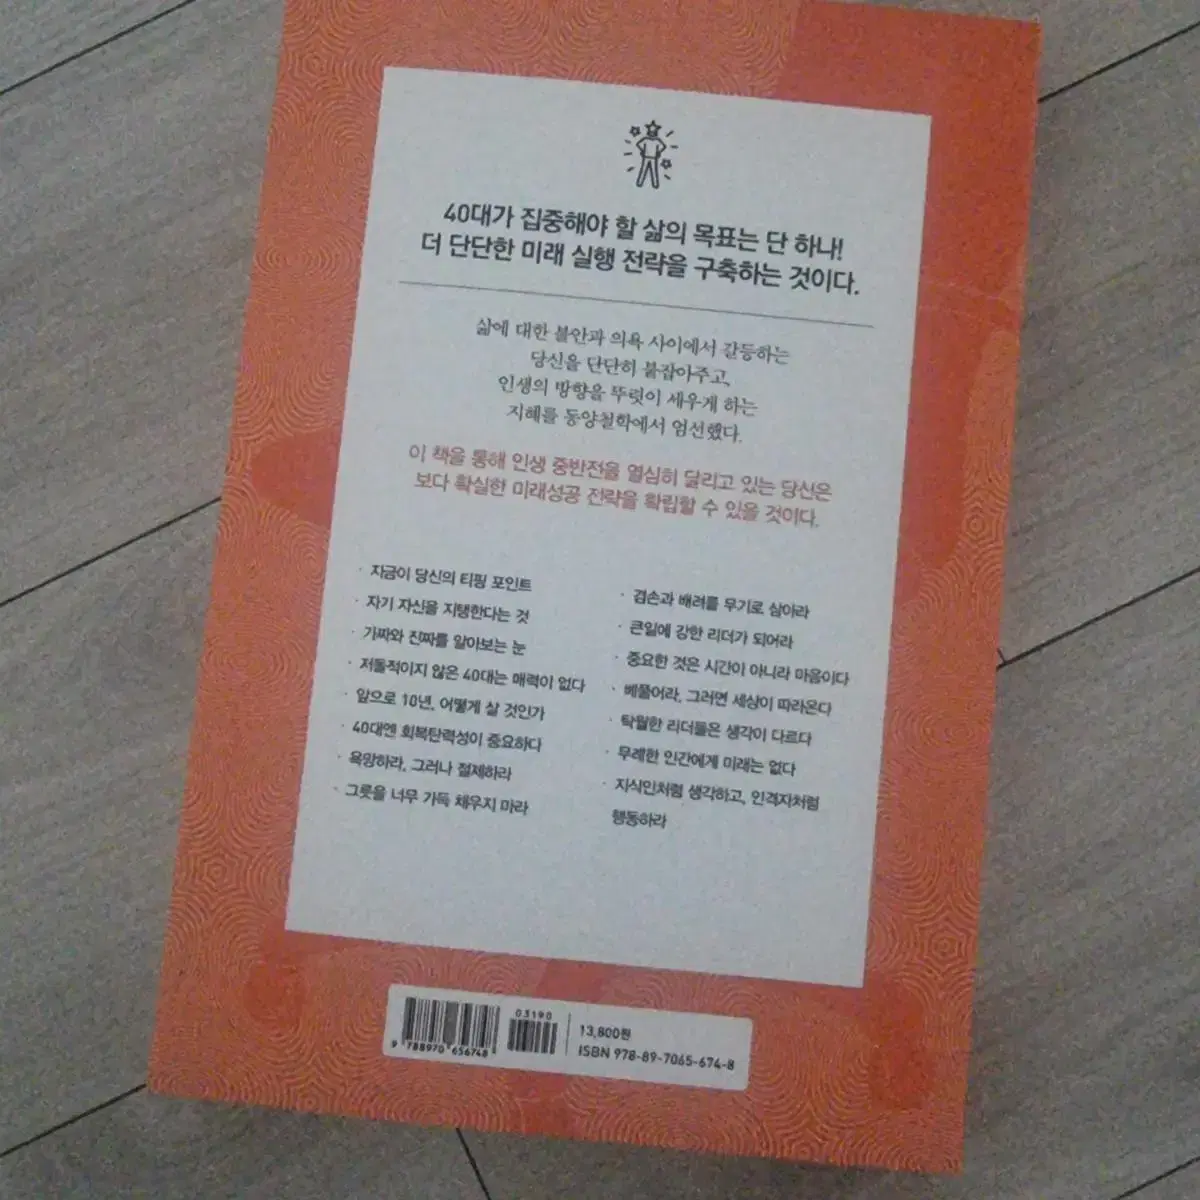 40대가 집중해야 할 삶의 목표는 단 하나!
더 단단한 미래 실행 전략을 구축하는 것이다.
삶에 대한 불안과 의욕 사이에서 갈등하는
당신을 단단히 붙잡아주고,
인생의 방향을 뚜렷이 세우게 하는
지혜를 동양철학에서 엄선했다.
이 책을 통해 인생 중반전을 열심히 달리고 있는 당신은
보다 확실한 미래성공 전략을 확립할 수 있을 것이다.
· 지금이 당신의 티핑 포인트
· 자기 자신을 지탱한다는 것
· 가짜와 진짜를 알아보는 눈
· 저돌적이지 않은 40대는 매력이 없다
· 앞으로 10년, 어떻게 살 것인가
· 40대엔 회복탄력성이 중요하다
· 욕망하라, 그러나 절제하라
· 그릇을 너무 가득 채우지 마라
· 겸손과 배려를 무기로 삼아라
· 큰일에 강한 리더가 되어라
· 중요한 것은 시간이 아니라 마음이다
· 베풀어라, 그러면 세상이 따라온다
· 탁월한 리더들은 생각이 다르다
· 무례한 인간에게 미래는 없다
· 지식인처럼 생각하고, 인격자처럼
행동하라
03190
9 788970 656748
13,800원
ISBN 978-89-7065-674-8